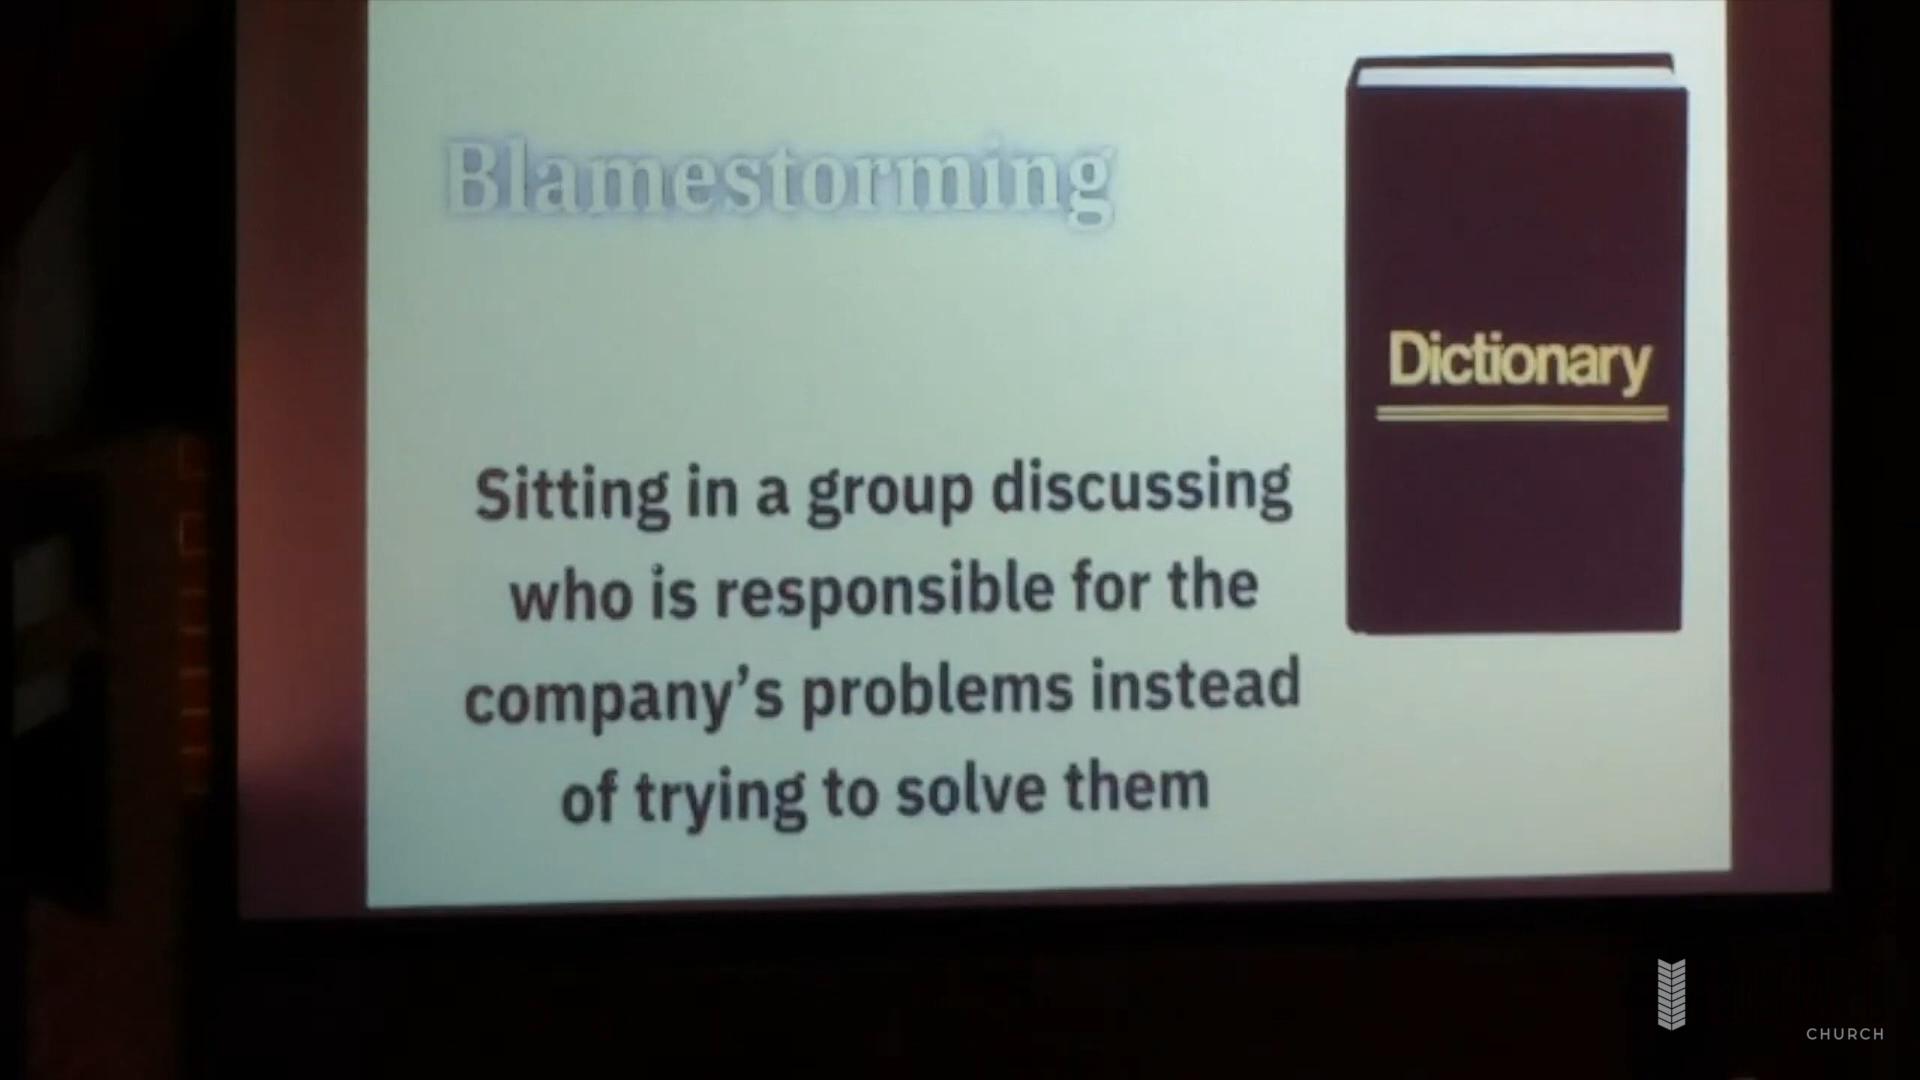 Blamestorming
Dictionary
Sitting in a group discussing
who is responsible for the
company’s problems instead
of trying to solve them
CHURCH